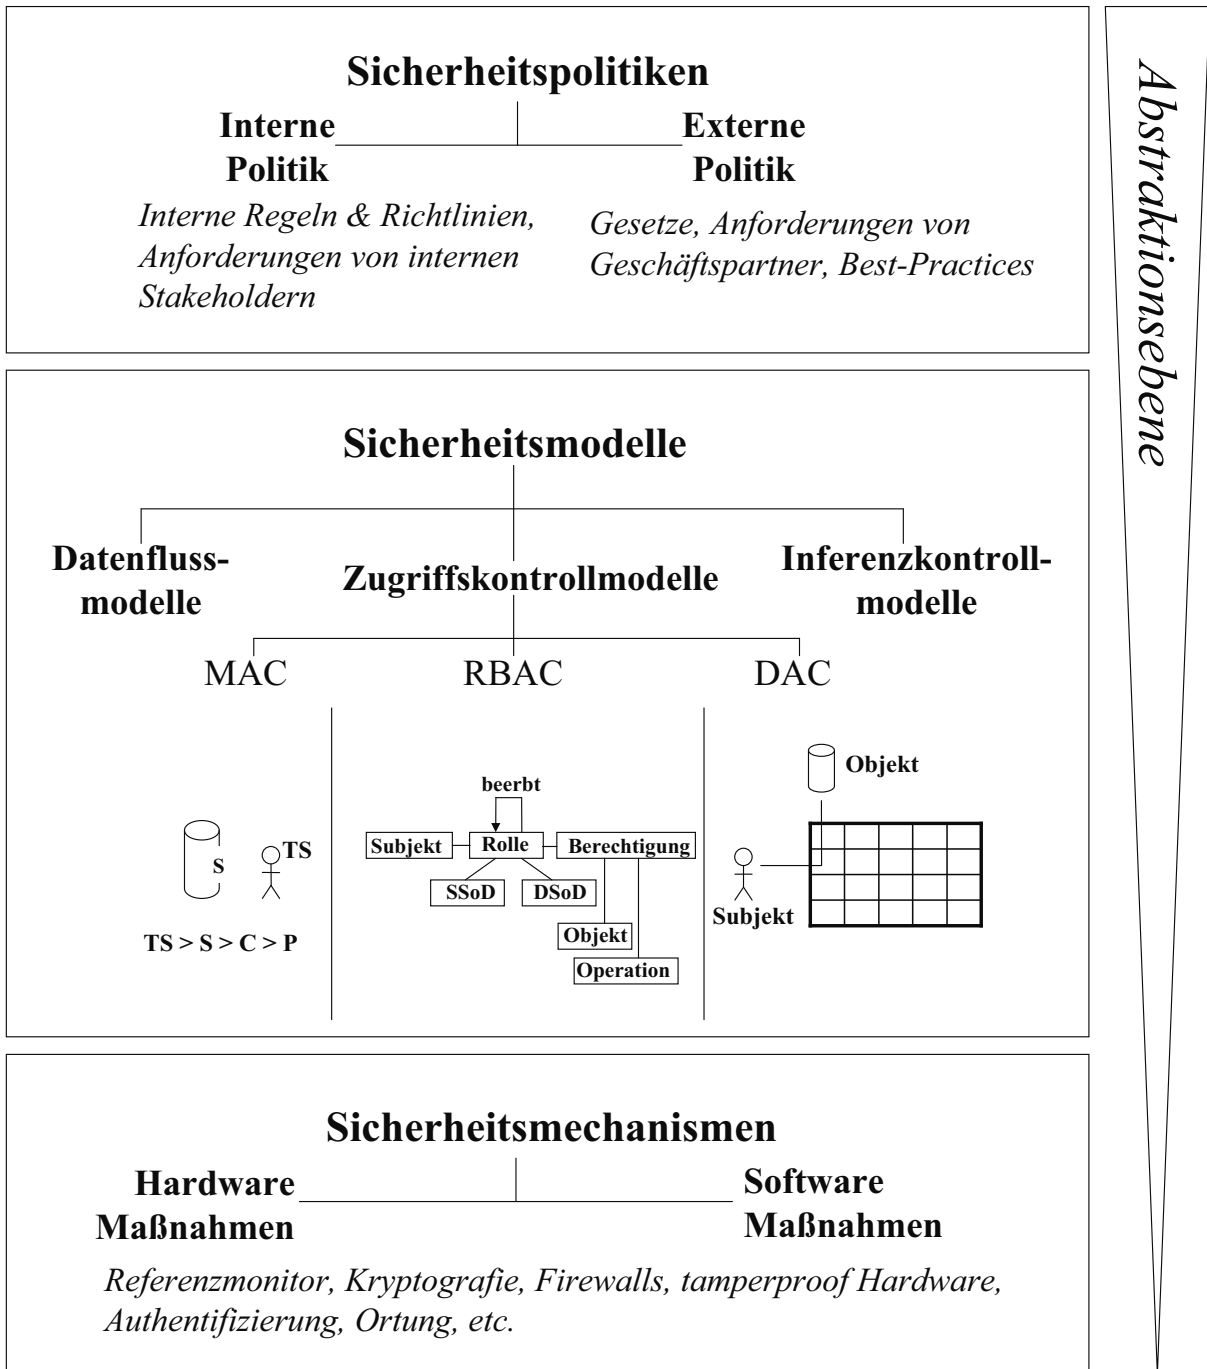 Sicherheitspolitiken
Interne
Politik
Externe
Politik
Interne Regeln & Richtlinien,
Anforderungen von internen
Stakeholdern
Gesetze, Anforderungen von
Geschäftspartner, Best-Practices
Abstraktionsebene
Sicherheitsmodelle
Datenfluss-
modelle
Zugriffskontrollmodelle
Inferenzkontroll-
modelle
MAC
RBAC
DAC
S
TS
TS > S > C > P
beerbt
Subjekt
Rolle
Berechtigung
SSoD
DSoD
Objekt
Operation
Objekt
Subjekt
Sicherheitsmechanismen
Hardware
Maßnahmen
Software
Maßnahmen
Referenzmonitor, Kryptografie, Firewalls, tamperproof Hardware,
Authentifizierung, Ortung, etc.